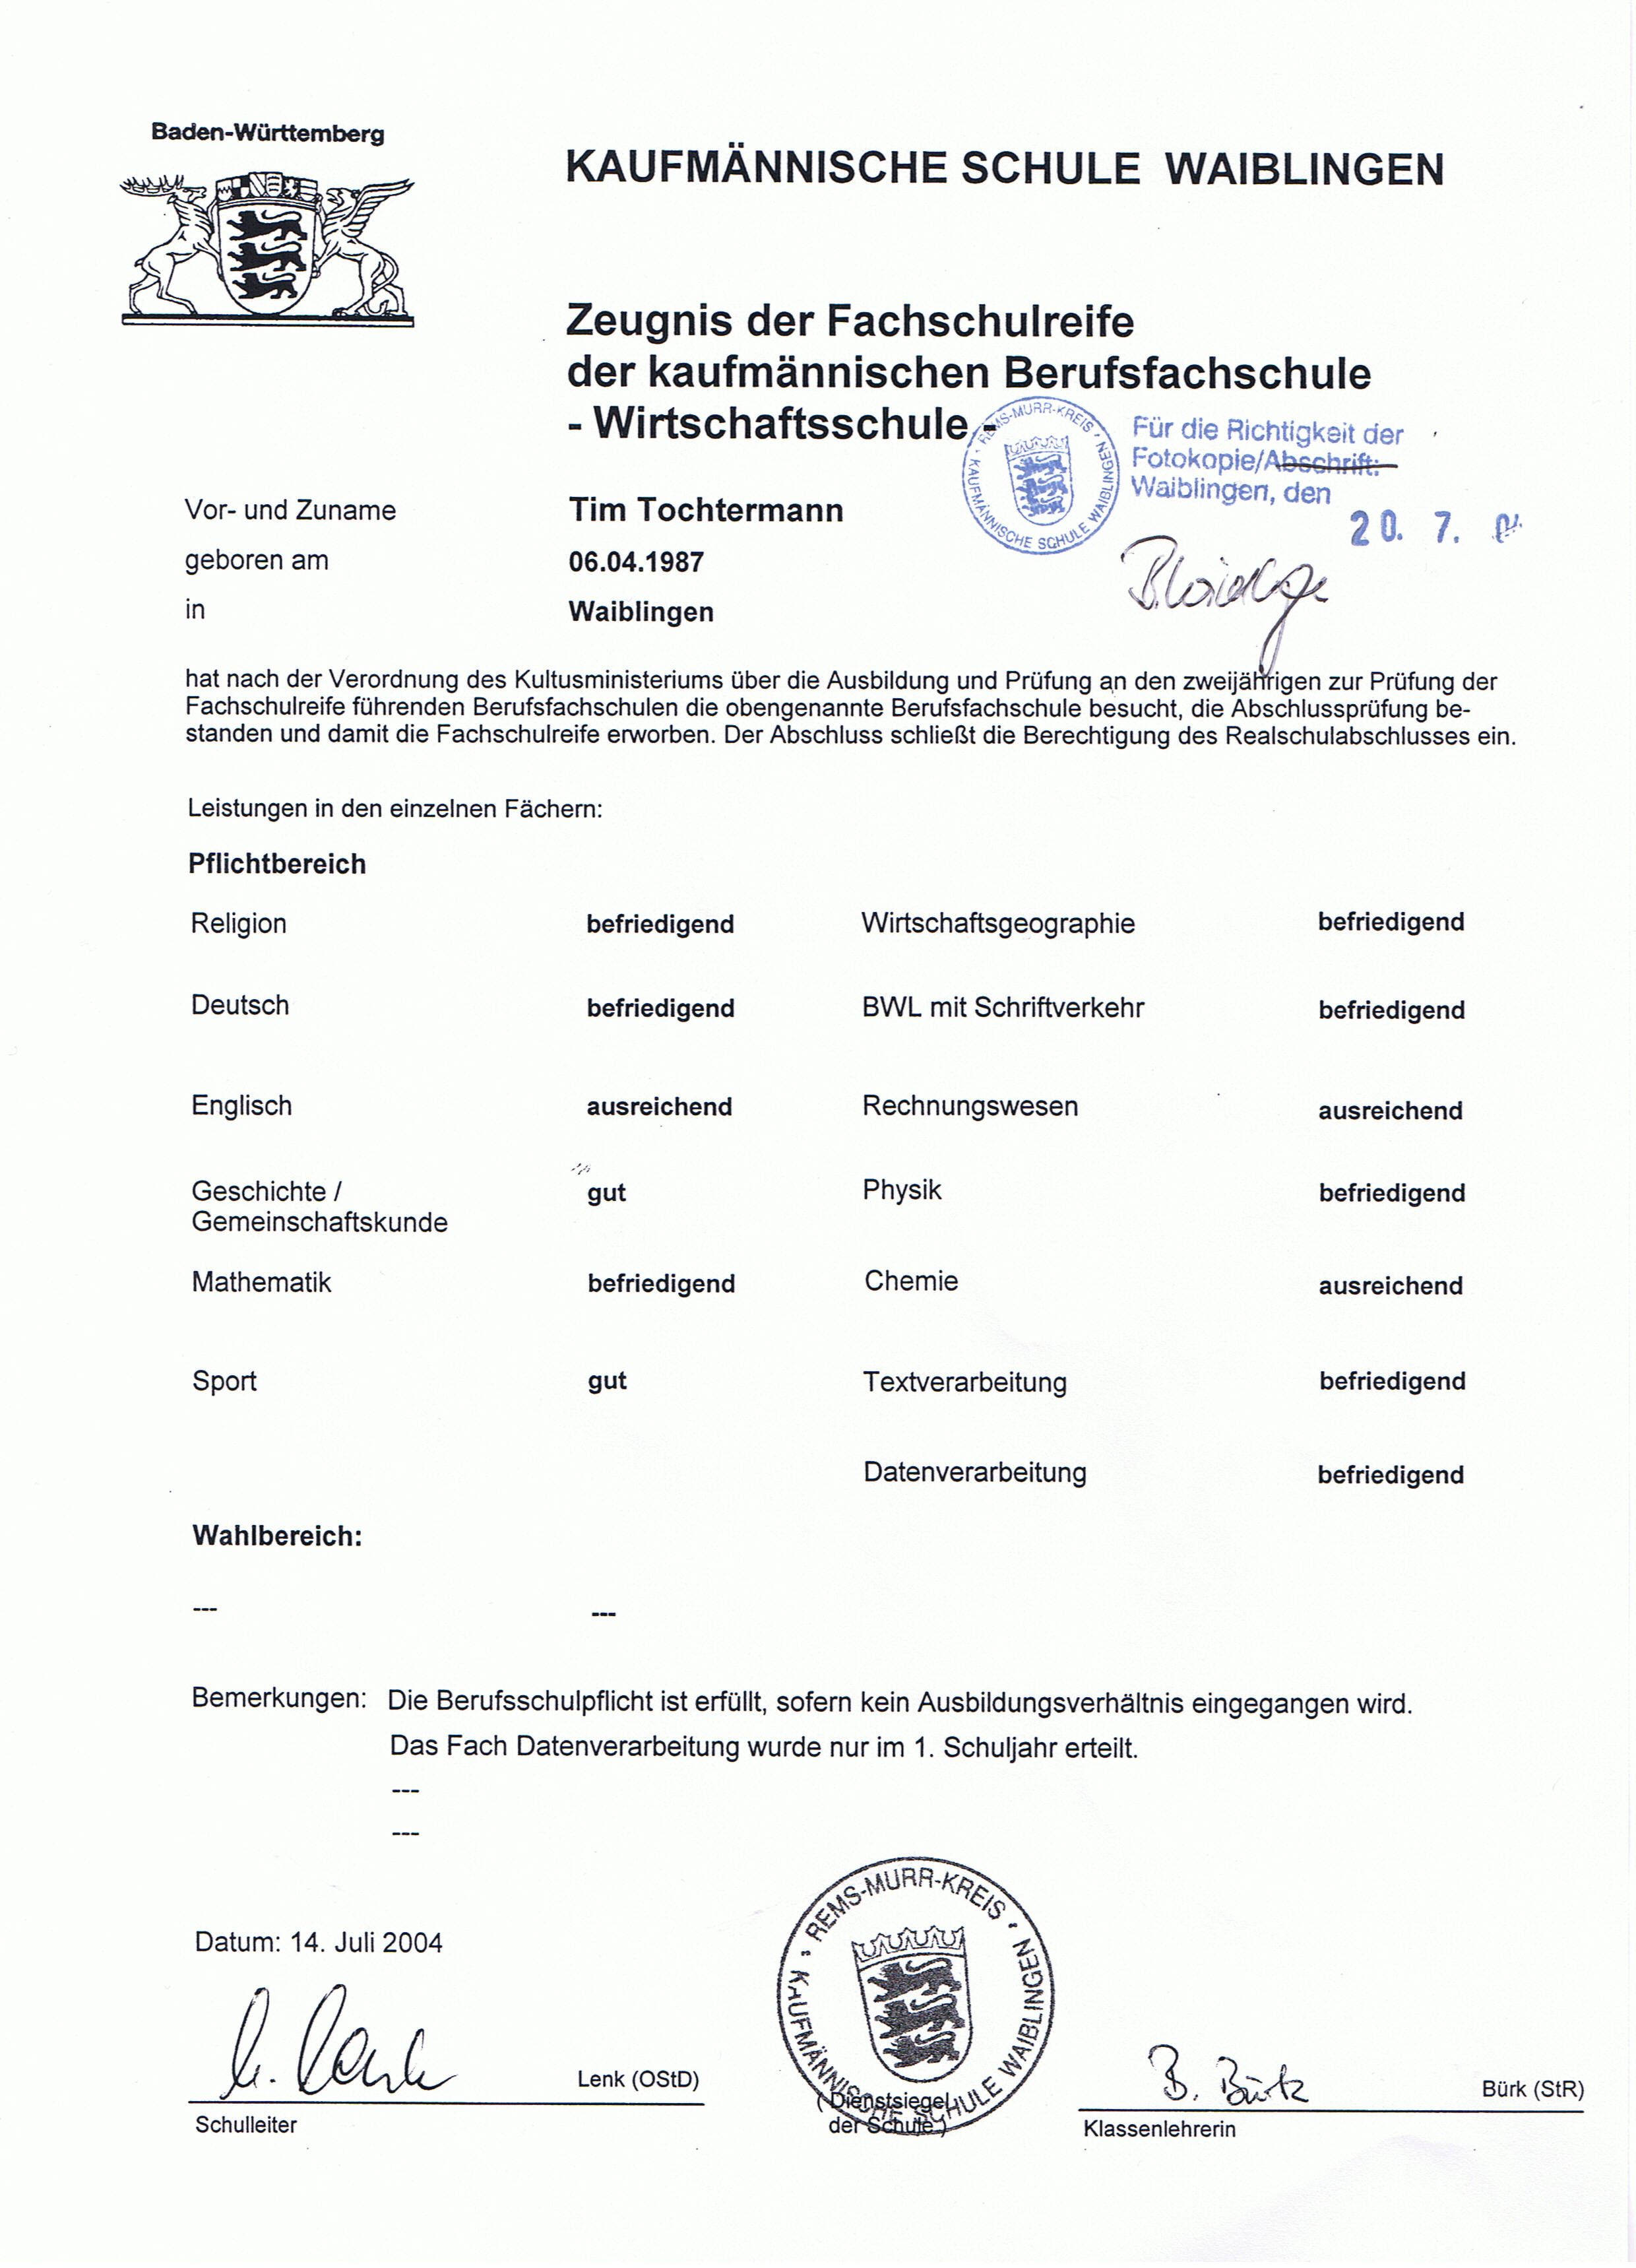 Baden-Württemberg
KAUFMÄNNISCHE SCHULE WAIBLINGEN
Zeugnis der Fachschulreife
der kaufmännischen Berufsfachschule
- Wirtschaftsschule -
REMS-MURR-KREIS
KAUFMÄNNISCHE SCHULE WAIBLINGEN
Für die Richtigkeit der
Fotokopie/Abschrift:
Waiblingen, den
20. 7.
Vor- und Zuname Tim Tochtermann
geboren am 06.04.1987
in Waiblingen
hat nach der Verordnung des Kultusministeriums über die Ausbildung und Prüfung an den zweijährigen zur Prüfung der
Fachschulreife führenden Berufsfachschulen die obengenannte Berufsfachschule besucht, die Abschlussprüfung be-
standen und damit die Fachschulreife erworben. Der Abschluss schließt die Berechtigung des Realschulabschlusses ein.
Leistungen in den einzelnen Fächern:
Pflichtbereich
Religion befriedigend Wirtschaftsgeographie befriedigend
Deutsch befriedigend BWL mit Schriftverkehr befriedigend
Englisch ausreichend Rechnungswesen ausreichend
Geschichte / gut Physik befriedigend
Gemeinschaftskunde
Mathematik befriedigend Chemie ausreichend
Sport gut Textverarbeitung befriedigend
Datenverarbeitung befriedigend
Wahlbereich:
--- ---
Bemerkungen: Die Berufsschulpflicht ist erfüllt, sofern kein Ausbildungsverhältnis eingegangen wird.
Das Fach Datenverarbeitung wurde nur im 1. Schuljahr erteilt.
---
---
REMS-MURR-KREIS
KAUFMÄNNISCHE SCHULE WAIBLINGEN
Datum: 14. Juli 2004
Lenk (OStD)
B. Bürk
Bürk (StR)
(Dienstsiegel
der Schule)
Schulleiter
Klassenlehrerin